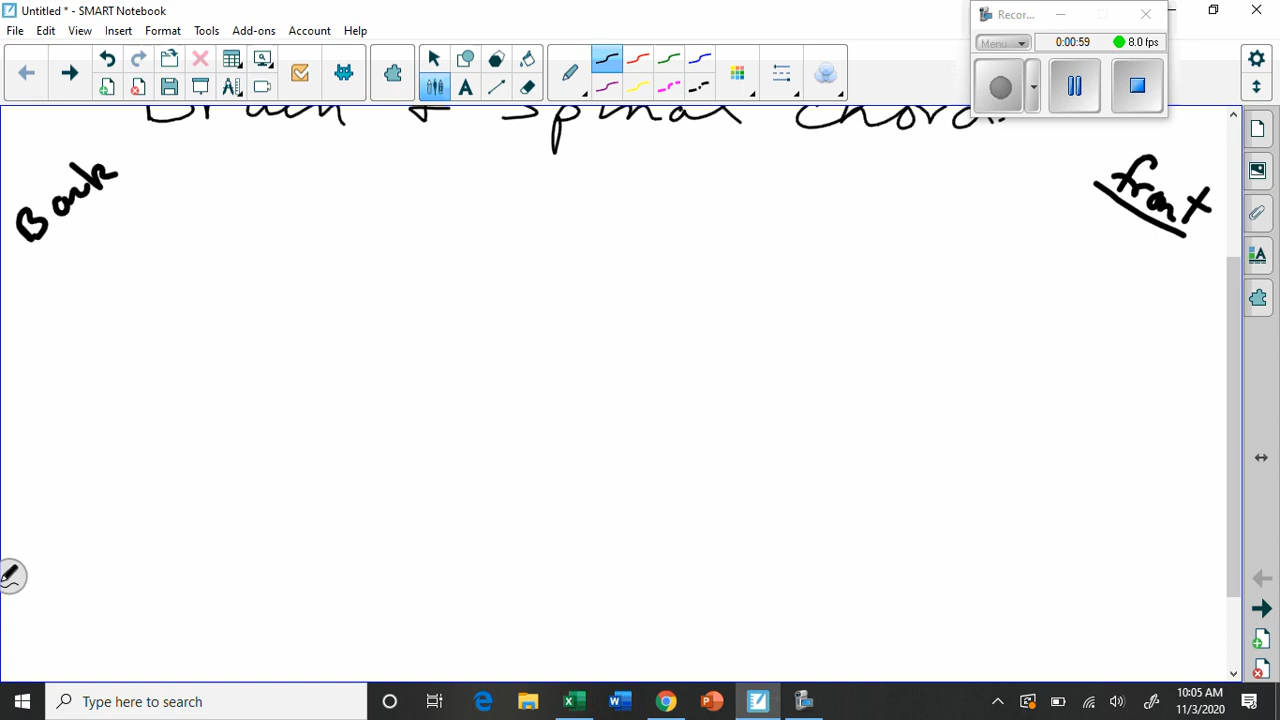 Untitled * - SMART Notebook
Recor...
File Edit View Insert Format Tools Add-ons Account Help
Menu 0:00:59 8.0 fps
Brain + Spinal Chord.
Back
front
Type here to search
10:05 AM
11/3/2020